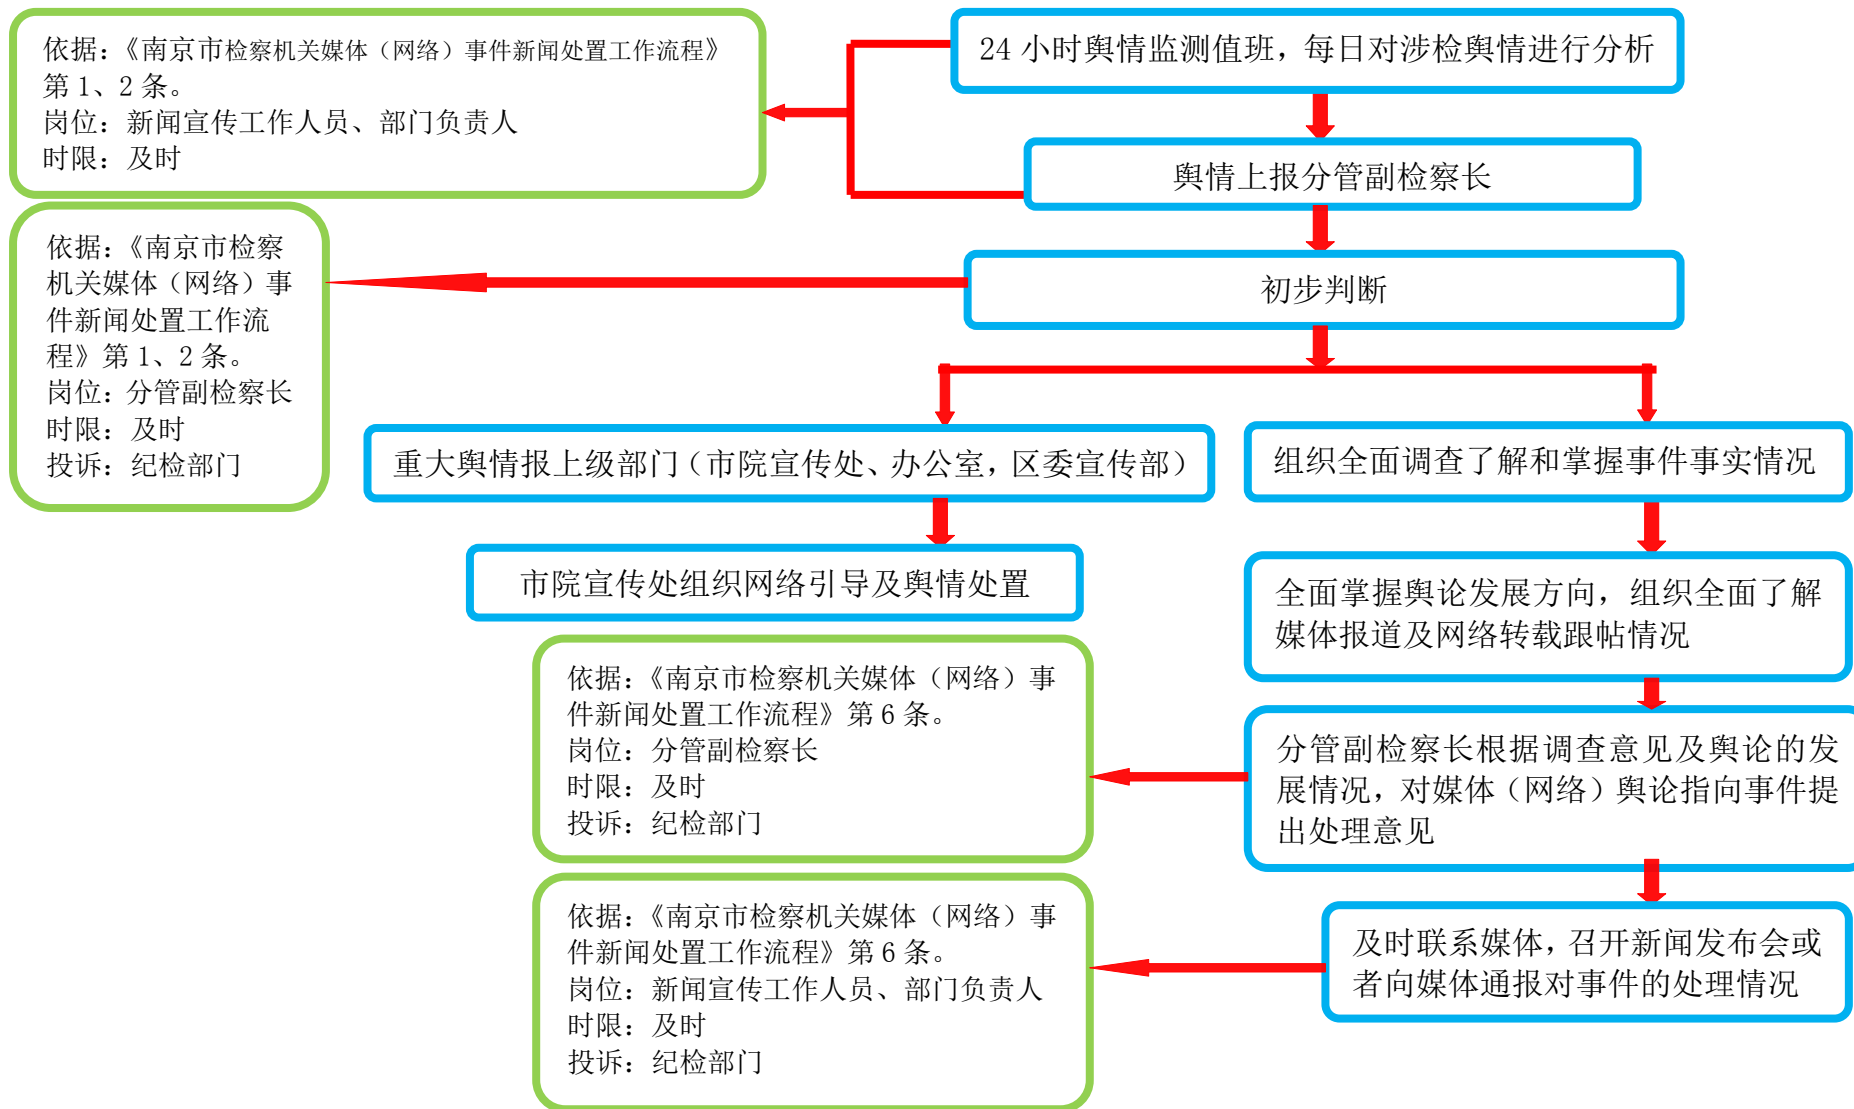 依据：《南京市检察机关媒体（网络）事件新闻处置工作流程》
第 1、2 条。
岗位：新闻宣传工作人员、部门负责人
时限：及时
24 小时舆情监测值班，每日对涉检舆情进行分析
舆情上报分管副检察长
依据：《南京市检察
机关媒体（网络）事
件新闻处置工作流
程》第 1、2 条。
岗位：分管副检察长
时限：及时
投诉：纪检部门
初步判断
重大舆情报上级部门（市院宣传处、办公室，区委宣传部）
组织全面调查了解和掌握事件事实情况
市院宣传处组织网络引导及舆情处置
全面掌握舆论发展方向，组织全面了解
媒体报道及网络转载跟帖情况
依据：《南京市检察机关媒体（网络）事
件新闻处置工作流程》第 6 条。
岗位：分管副检察长
时限：及时
投诉：纪检部门
分管副检察长根据调查意见及舆论的发
展情况，对媒体（网络）舆论指向事件提
出处理意见
依据：《南京市检察机关媒体（网络）事
件新闻处置工作流程》第 6 条。
岗位：新闻宣传工作人员、部门负责人
时限：及时
投诉：纪检部门
及时联系媒体，召开新闻发布会或
者向媒体通报对事件的处理情况